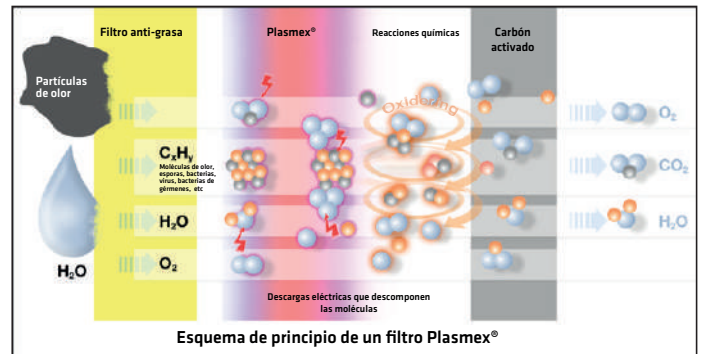 Filtro anti-grasa
Plasmex®
Reacciones químicas
Carbón
activado
Partículas
de olor
Oxidoring
O₂
CₓHᵧ
Moléculas de olor,
esporas, bacterias,
virus, bacterias de
gérmenes, etc
CO₂
H₂O
H₂O
O₂
H₂O
Descargas eléctricas que descomponen
las moléculas
Esquema de principio de un filtro Plasmex®